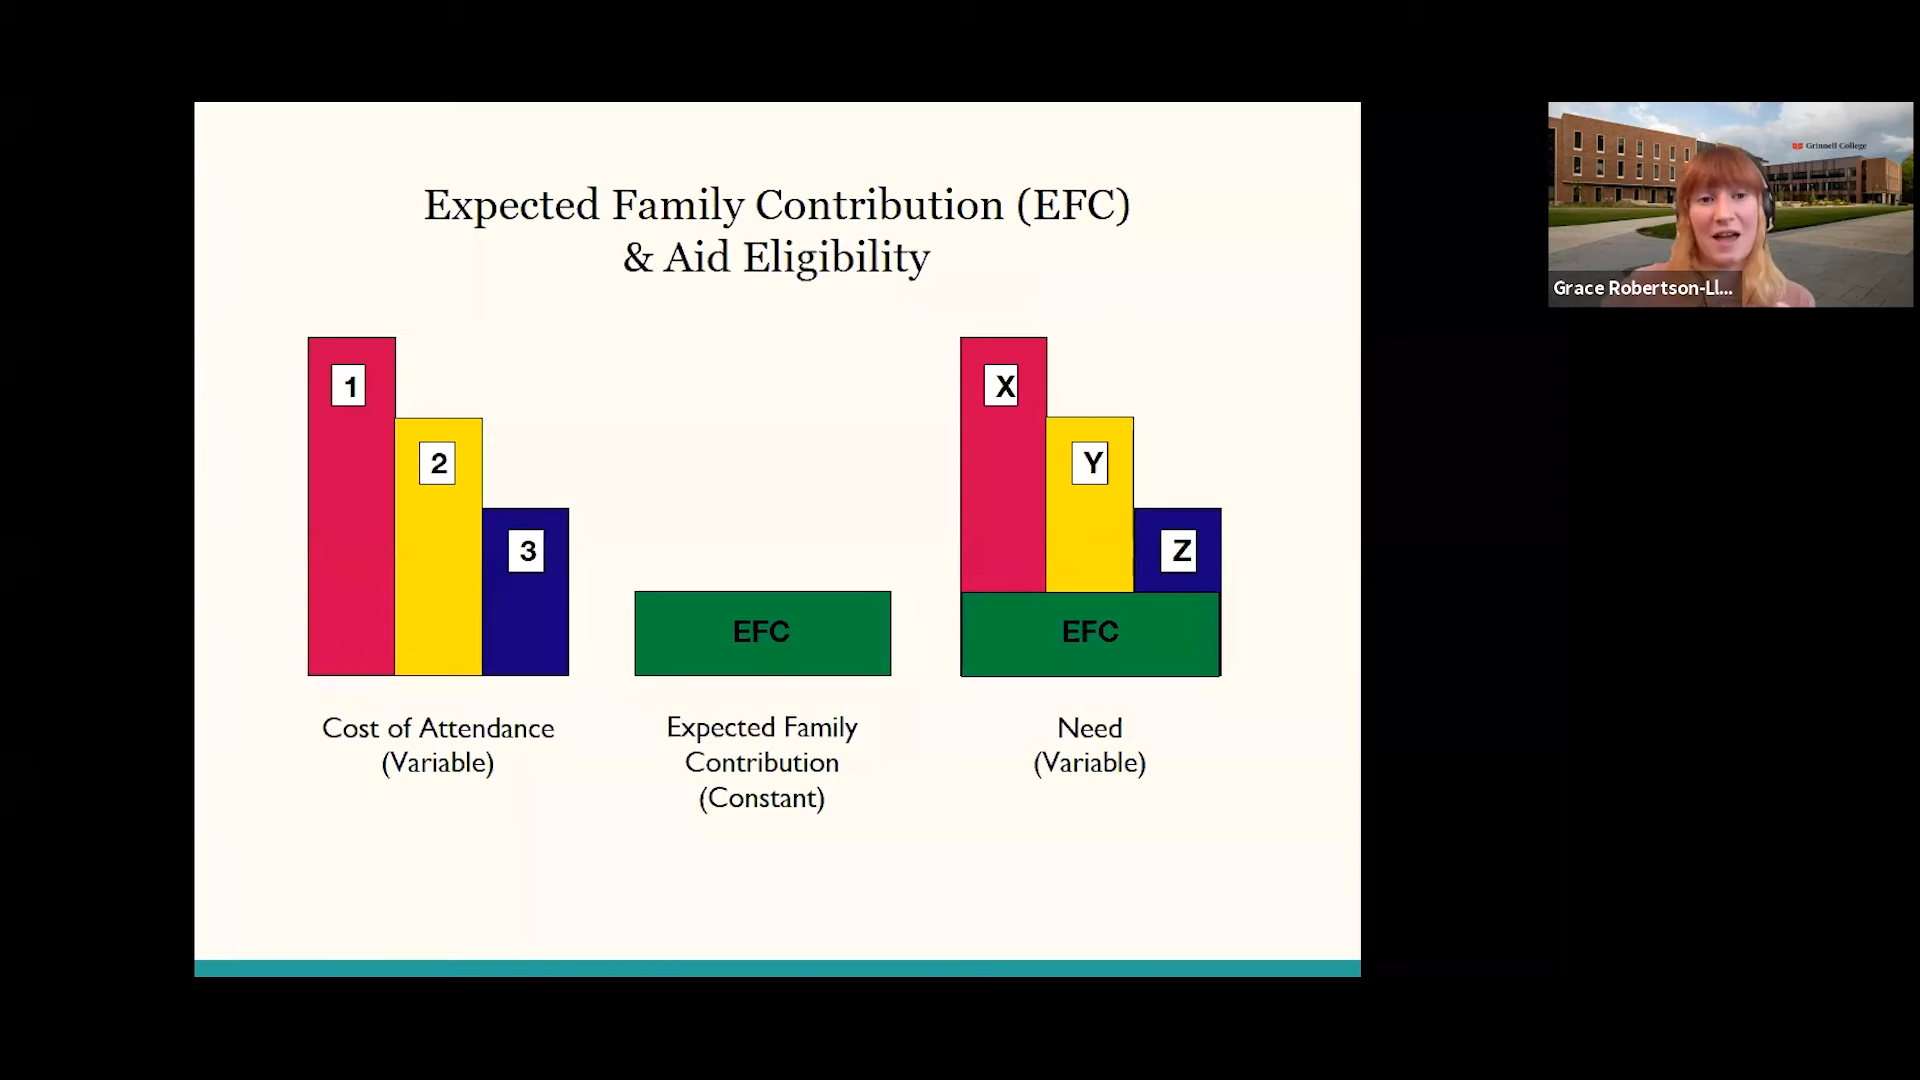 Expected Family Contribution (EFC)
& Aid Eligibility
1
2
3
EFC
X
Y
Z
EFC
Cost of Attendance
(Variable)
Expected Family
Contribution
(Constant)
Need
(Variable)
Grinnell College
Grace Robertson-Ll...